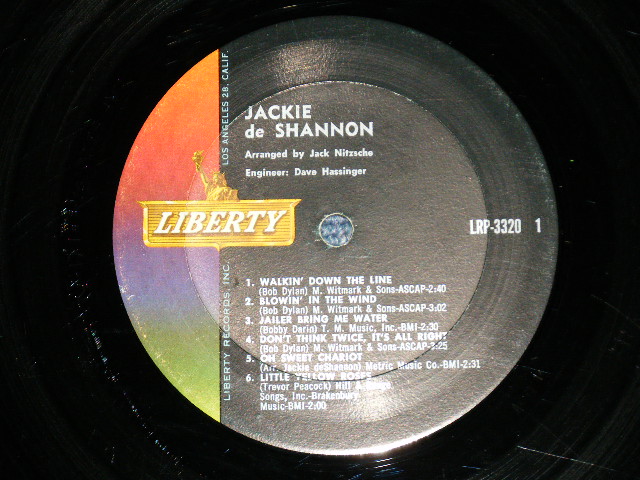 JACKIE
de SHANNON
Arranged by Jack Nitzsche
Engineer: Dave Hassinger
LIBERTY
LRP-3320 1
1. WALKIN' DOWN THE LINE
(Bob Dylan) M. Witmark & Sons-ASCAP-2:40
2. BLOWIN' IN THE WIND
(Bob Dylan) M. Witmark & Sons-ASCAP-3:02
3. JAILER BRING ME WATER
(Bobby Darin) T. M. Music, Inc.-BMI-2:30
4. DON'T THINK TWICE, IT'S ALL RIGHT
(Bob Dylan) M. Witmark & Sons-ASCAP-3:25
5. OH SWEET CHARIOT
(Arr. Jackie deShannon) Metric Music Co.-BMI-2:31
6. LITTLE YELLOW ROSES
(Trevor Peacock) Hill & Range
Songs, Inc.-Brakenbury
Music-BMI-2:00
LIBERTY RECORDS, INC.
LOS ANGELES 28, CALIF.